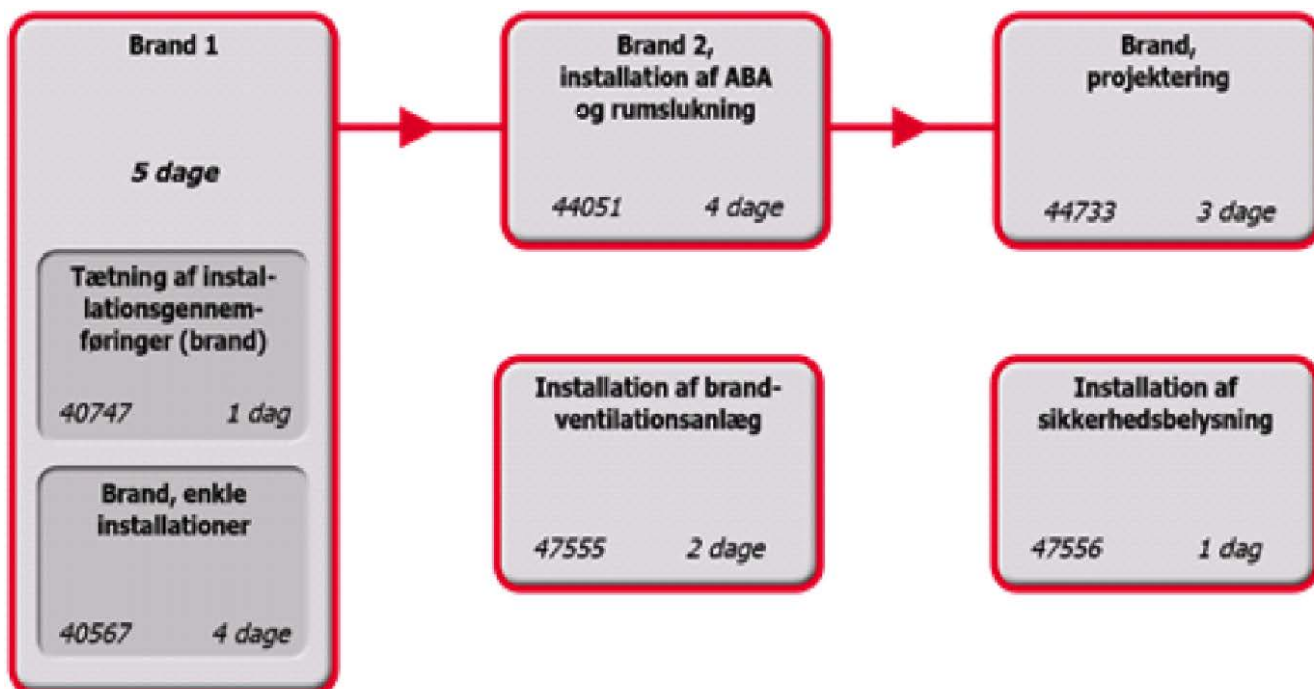 Brand 1
5 dage
Tætning af instal-
lationsgennem-
føringer (brand)
40747 1 dag
Brand, enkle
installationer
40567 4 dage
Brand 2,
installation af ABA
og rumslukning
44051 4 dage
Brand,
projektering
44733 3 dage
Installation af brand-
ventilationsanlæg
47555 2 dage
Installation af
sikkerhedsbelysning
47556 1 dag